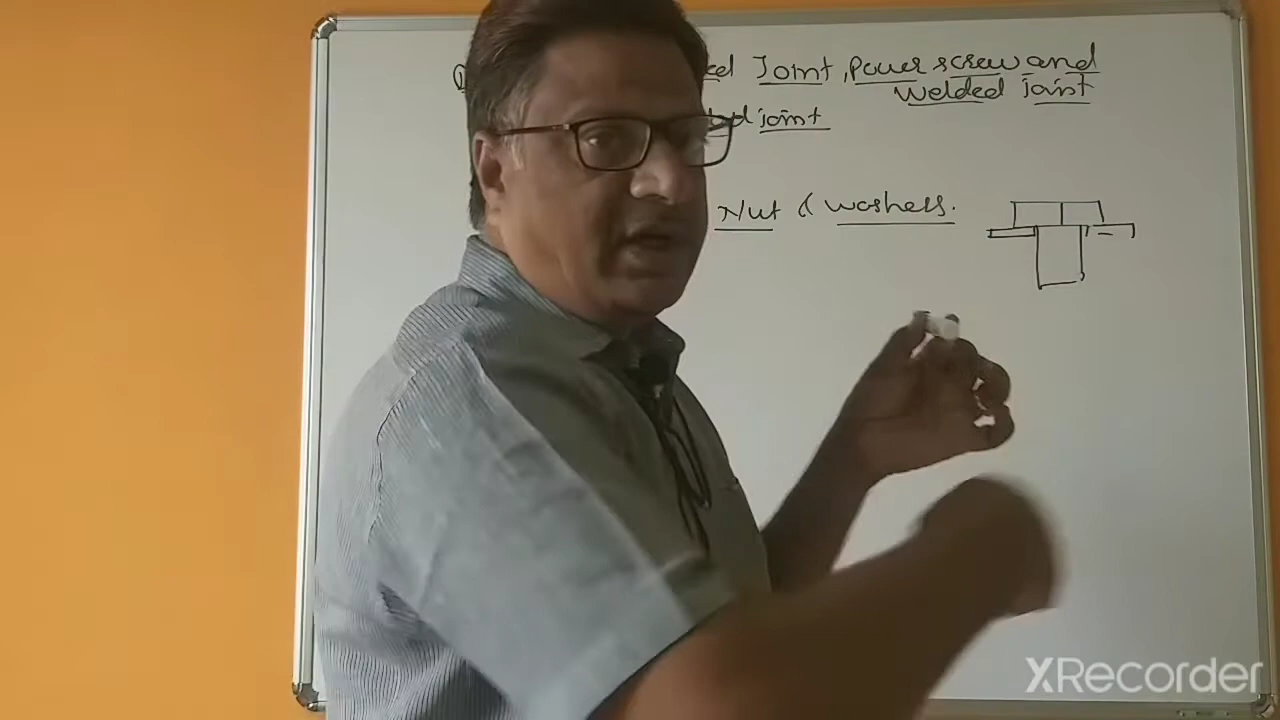 Joint, Power screw and
welded joint
joint
Nut & washers.
XRecorder